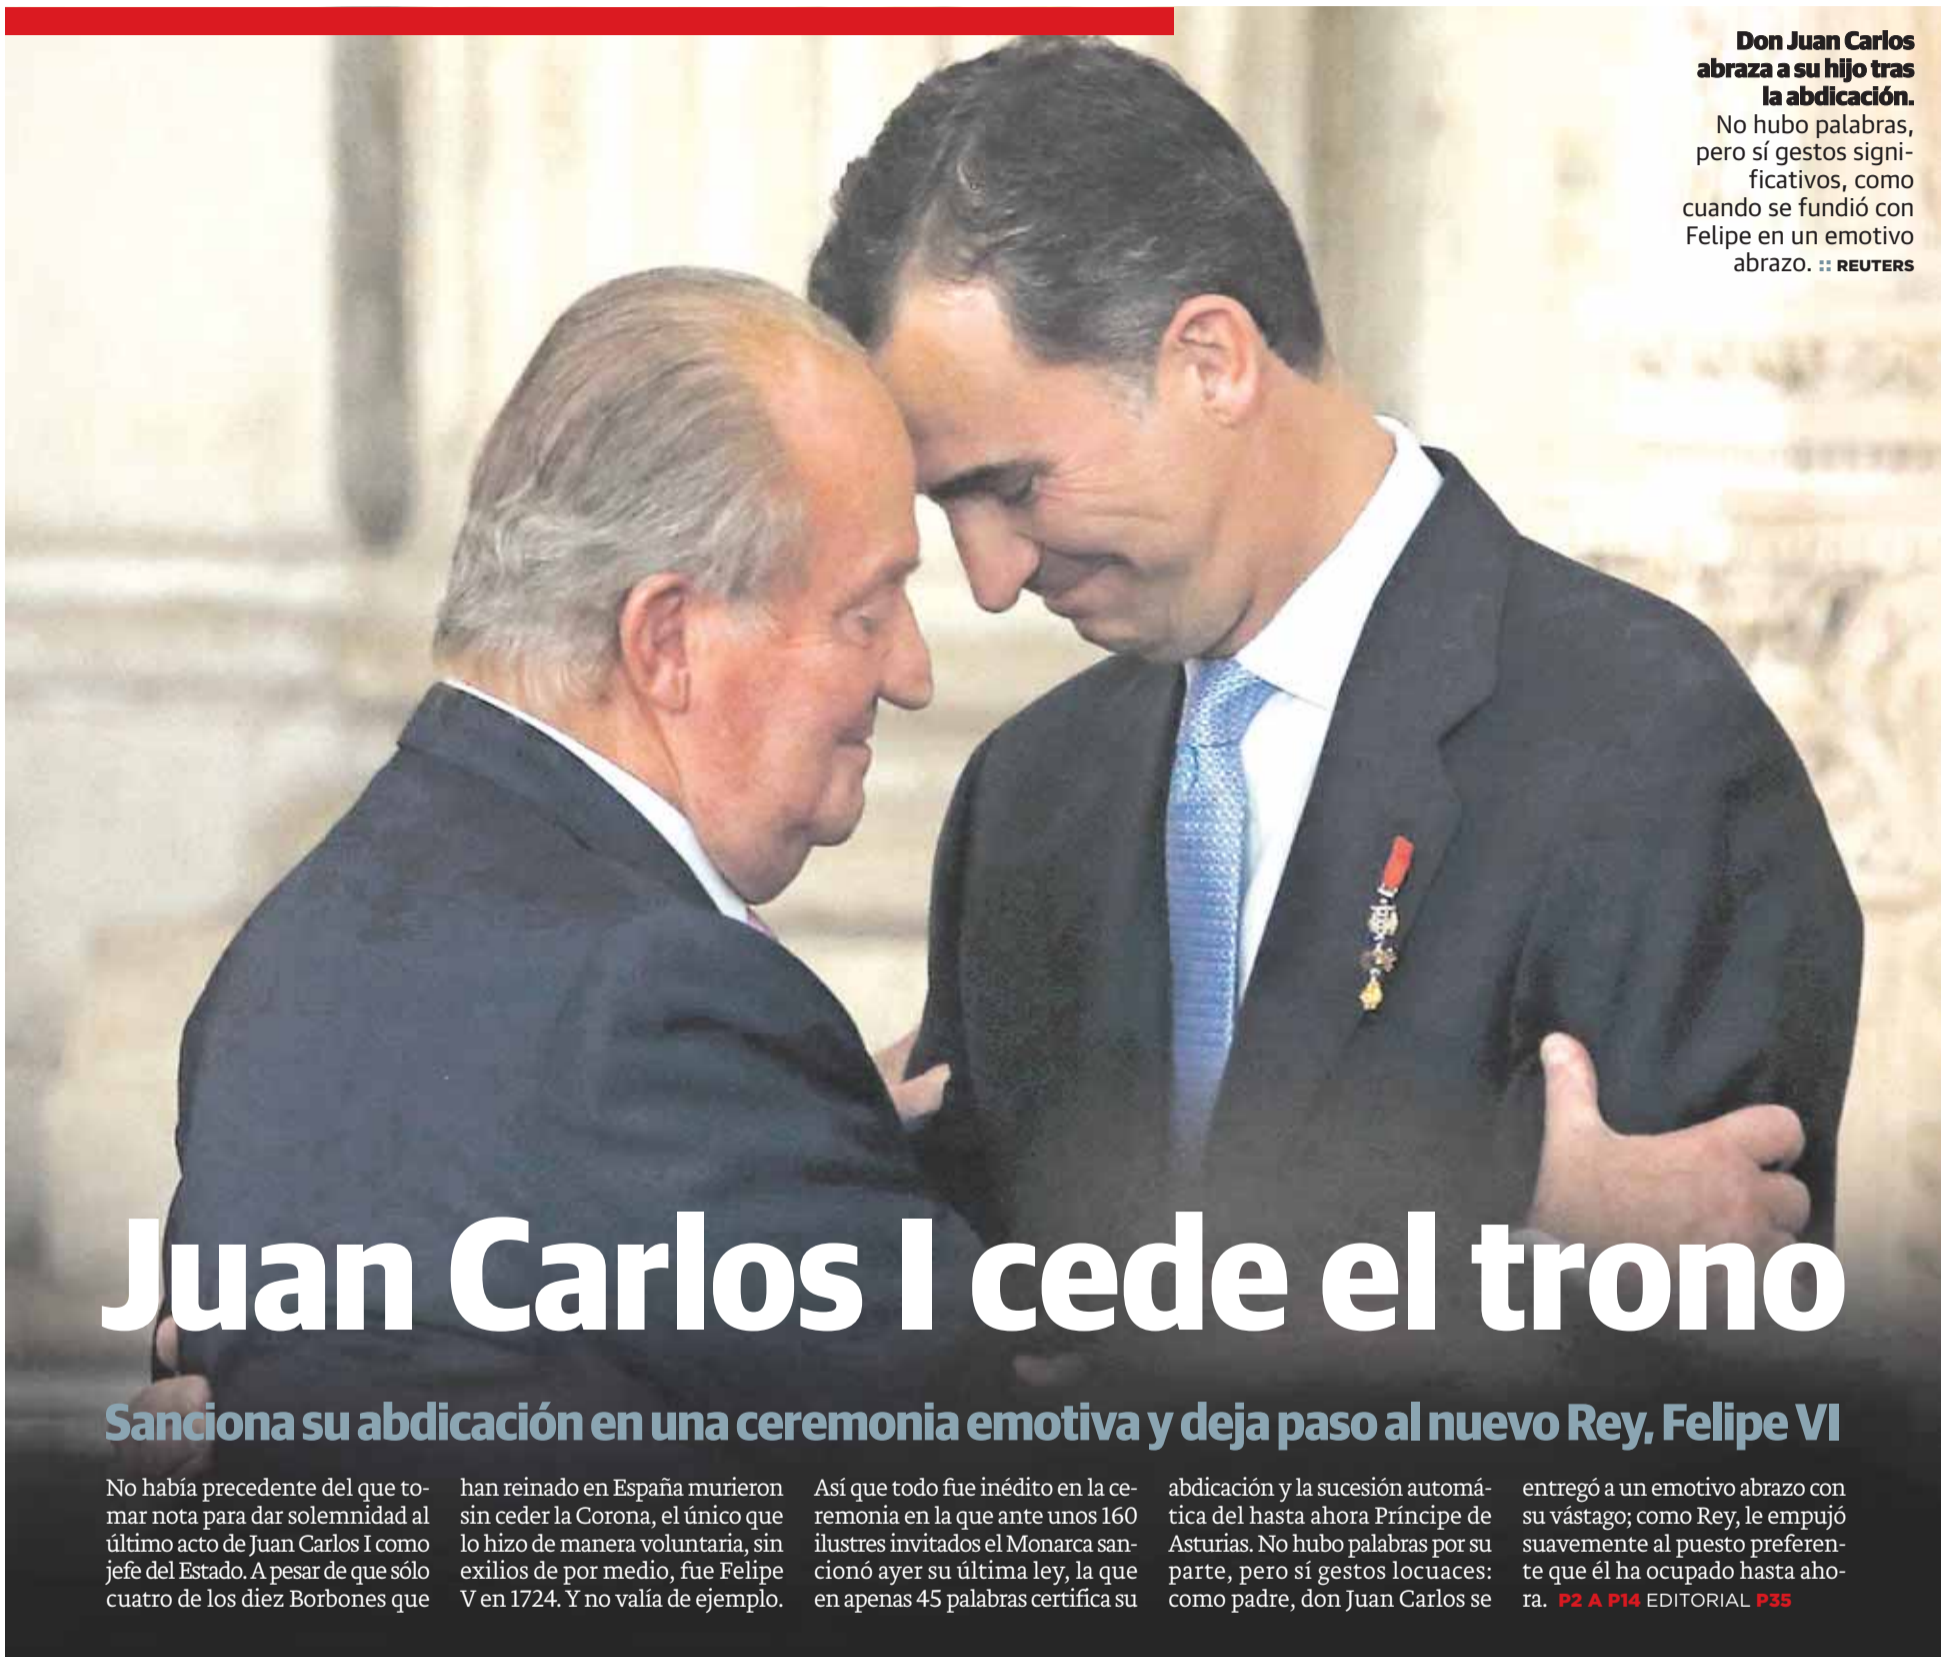 Don Juan Carlos
abraza a su hijo tras
la abdicación.
No hubo palabras,
pero sí gestos signi-
ficativos, como
cuando se fundió con
Felipe en un emotivo
abrazo. :: REUTERS
Juan Carlos I cede el trono
Sanciona su abdicación en una ceremonia emotiva y deja paso al nuevo Rey, Felipe VI
No había precedente del que to-
mar nota para dar solemnidad al
último acto de Juan Carlos I como
jefe del Estado. A pesar de que sólo
cuatro de los diez Borbones que
han reinado en España murieron
sin ceder la Corona, el único que
lo hizo de manera voluntaria, sin
exilios de por medio, fue Felipe
V en 1724. Y no valía de ejemplo.
Así que todo fue inédito en la ce-
remonia en la que ante unos 160
ilustres invitados el Monarca san-
cionó ayer su última ley, la que
en apenas 45 palabras certifica su
abdicación y la sucesión automá-
tica del hasta ahora Príncipe de
Asturias. No hubo palabras por su
parte, pero sí gestos locuaces:
como padre, don Juan Carlos se
entregó a un emotivo abrazo con
su vástago; como Rey, le empujó
suavemente al puesto preferen-
te que él ha ocupado hasta aho-
ra. P2 A P14 EDITORIAL P35